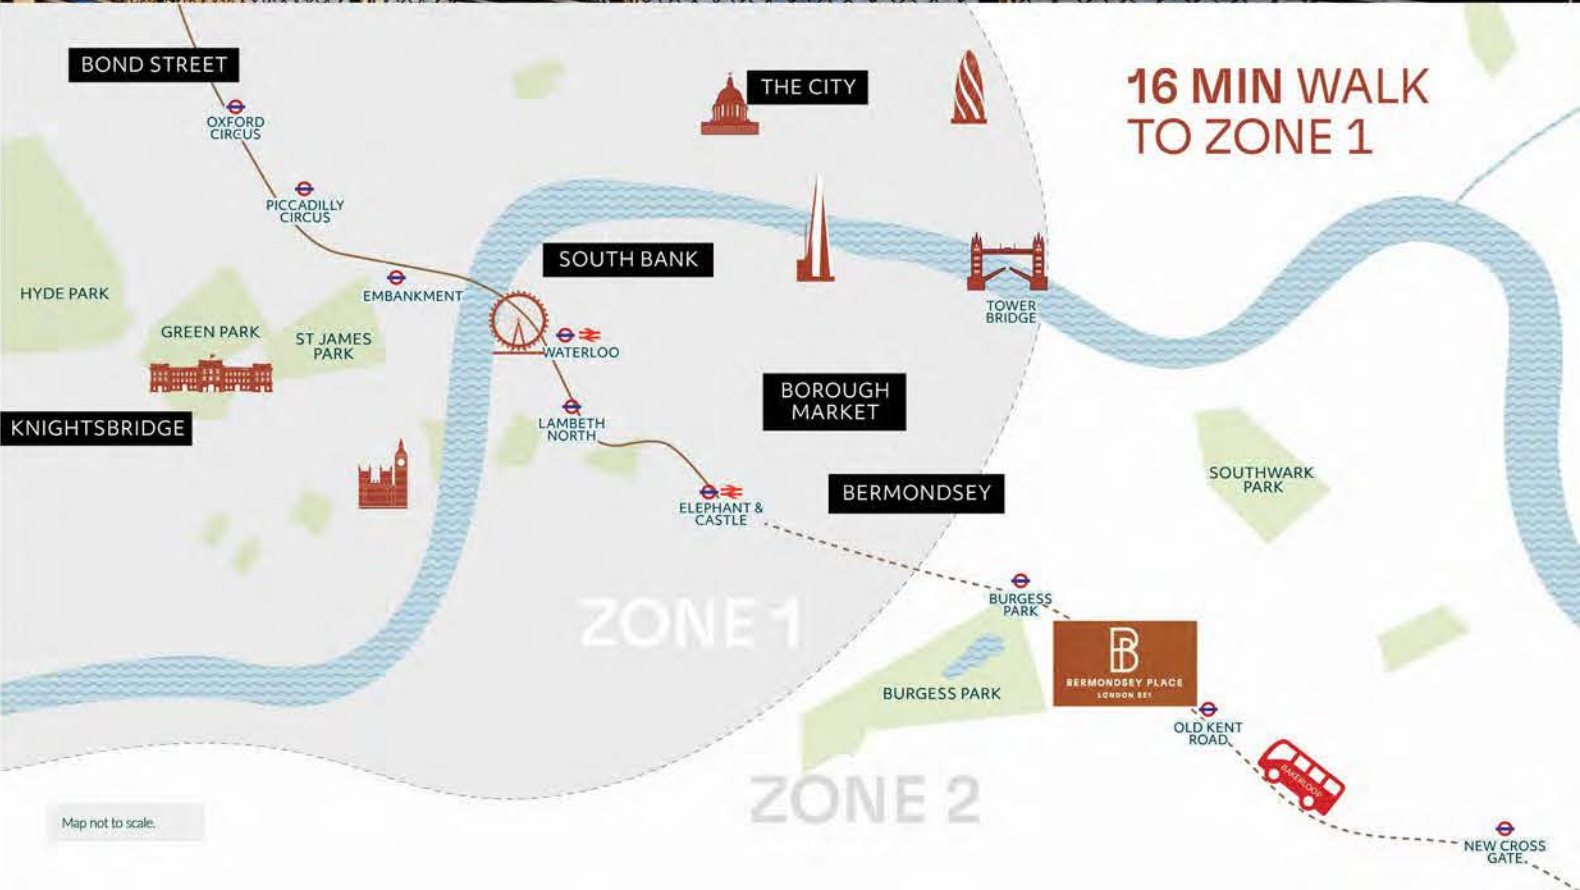 BOND STREET
THE CITY
16 MIN WALK
TO ZONE 1
OXFORD
CIRCUS
PICCADILLY
CIRCUS
SOUTH BANK
HYDE PARK
EMBANKMENT
TOWER
BRIDGE
GREEN PARK
ST JAMES
PARK
WATERLOO
BOROUGH
MARKET
KNIGHTSBRIDGE
LAMBETH
NORTH
SOUTHWARK
PARK
BERMONDSEY
ELEPHANT &
CASTLE
BURGESS
PARK
ZONE 1
B
BERMONDSEY PLACE
LONDON SE1
BURGESS PARK
OLD KENT
ROAD
BAKERLOOP
ZONE 2
Map not to scale.
NEW CROSS
GATE